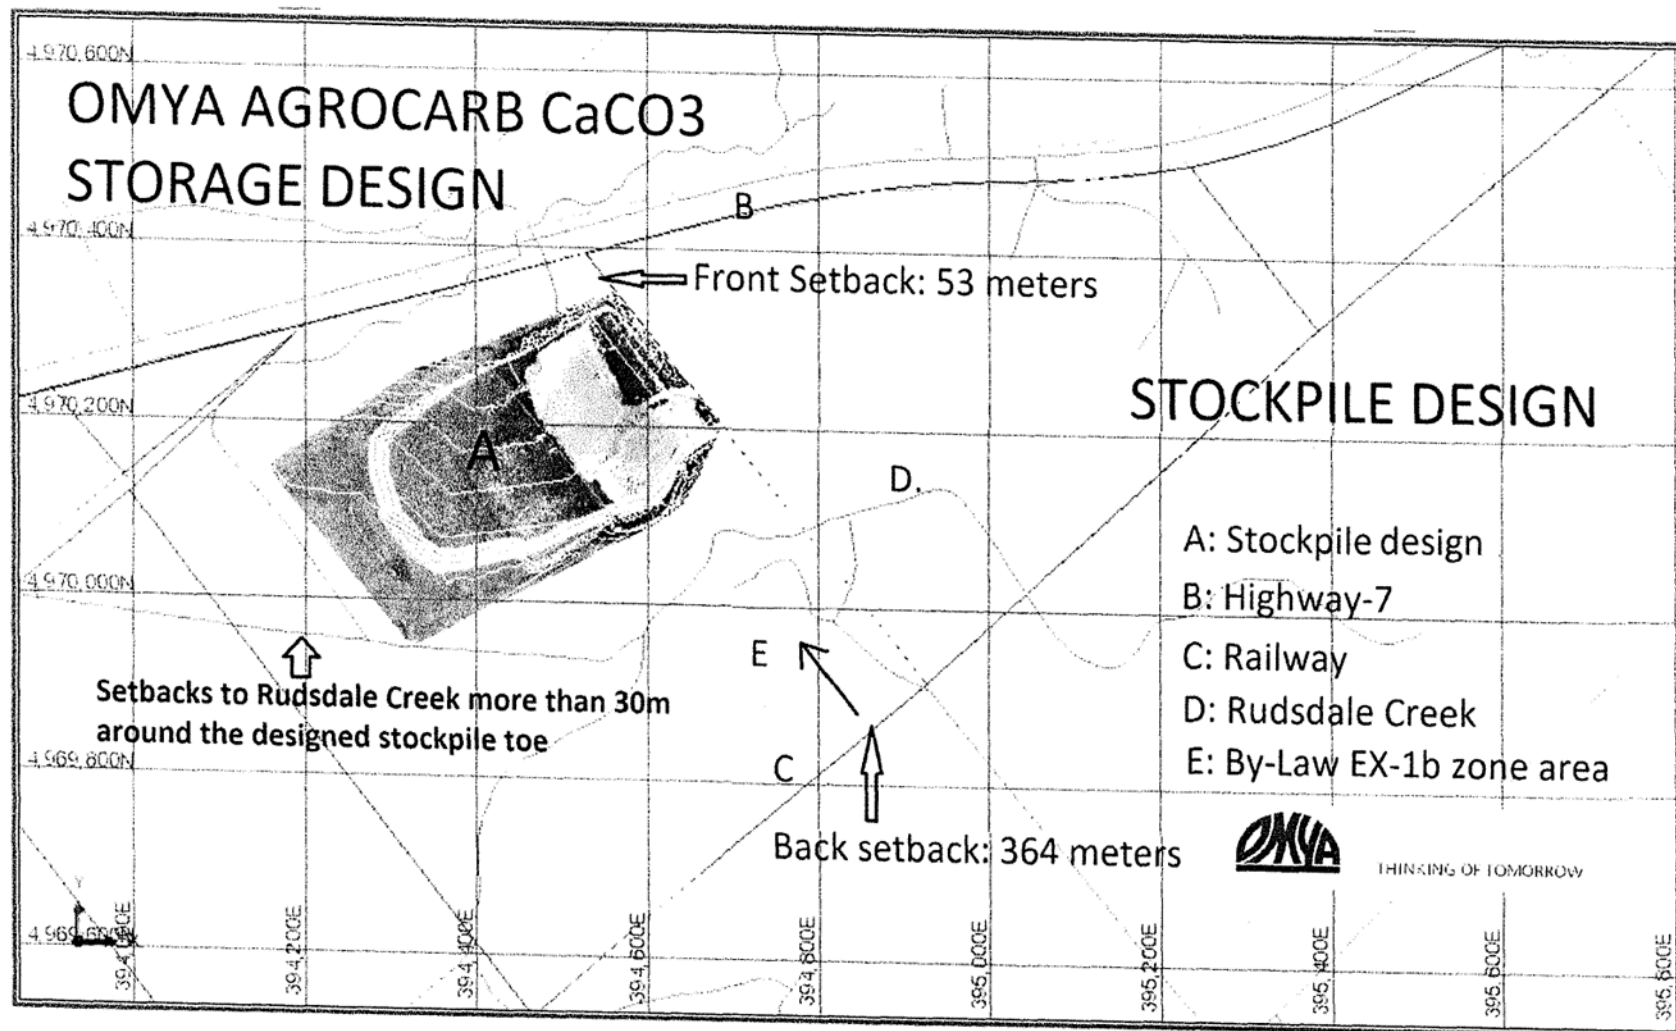 4,970,600N
OMYA AGROCARB CaCO3
STORAGE DESIGN
4,970,400N
B
Front Setback: 53 meters
4,970,200N
STOCKPILE DESIGN
A
D.
A: Stockpile design
4,970,000N
B: Highway-7
E
C: Railway
Setbacks to Rudsdale Creek more than 30m
around the designed stockpile toe
D: Rudsdale Creek
4,969,800N
C
E: By-Law EX-1b zone area
Back setback: 364 meters
OMYA
THINKING OF TOMORROW
Y
4,969,600N
394,200E
394,400E
394,600E
394,800E
395,000E
395,200E
395,400E
395,600E